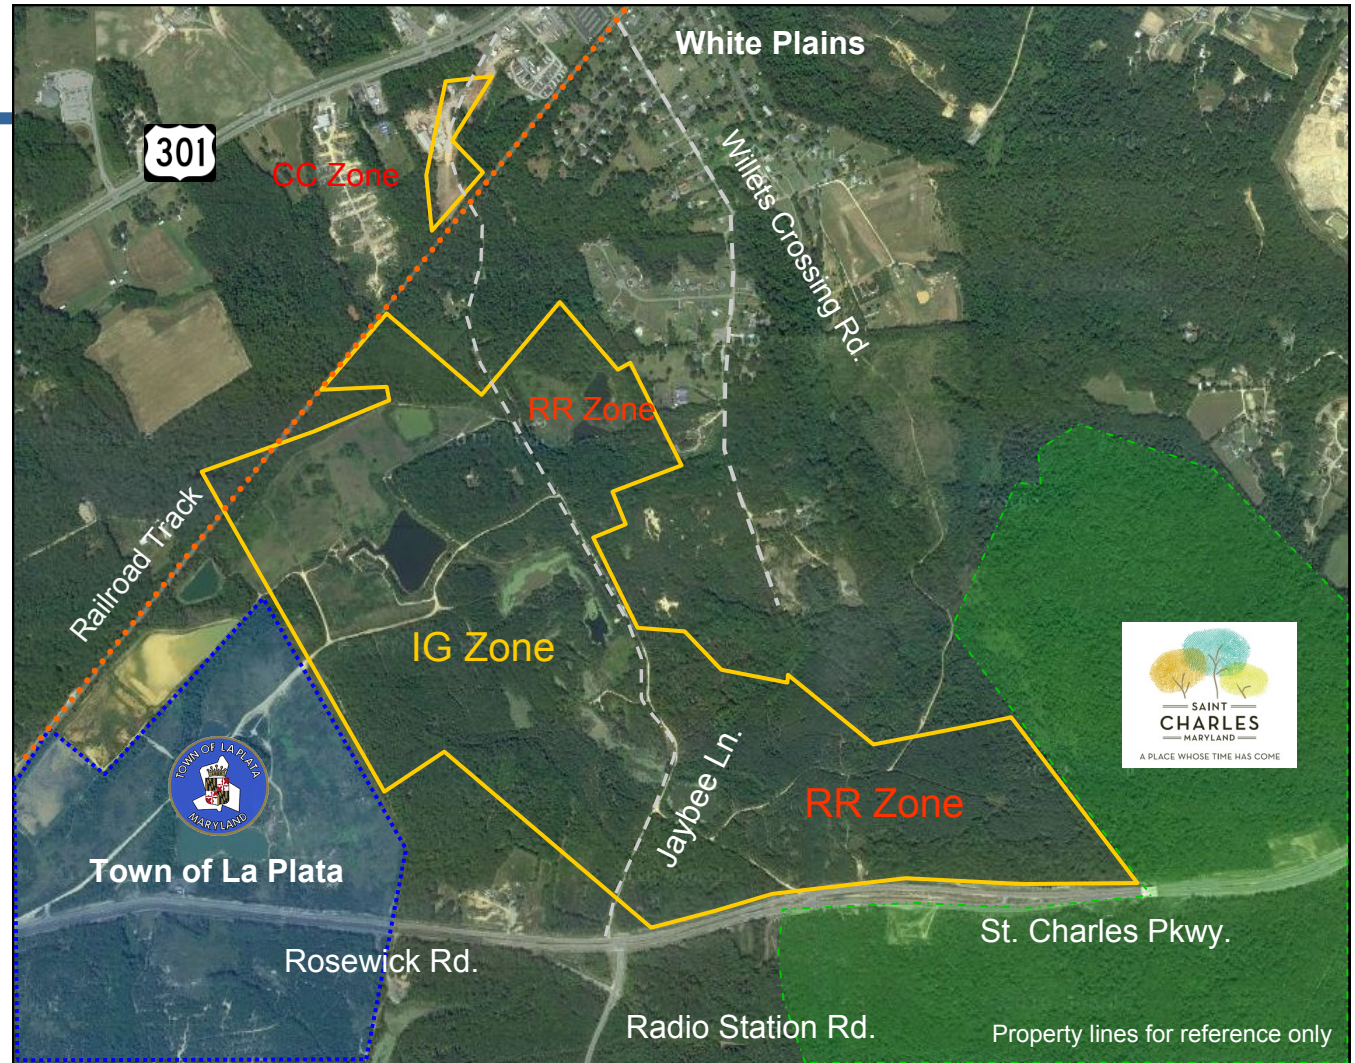 White Plains
301
CC Zone
Willets Crossing Rd.
RR Zone
Railroad Track
IG Zone
SAINT
CHARLES
MARYLAND
A PLACE WHOSE TIME HAS COME
TOWN OF LA PLATA
MARYLAND
Jaybee Ln.
RR Zone
Town of La Plata
St. Charles Pkwy.
Rosewick Rd.
Radio Station Rd.
Property lines for reference only